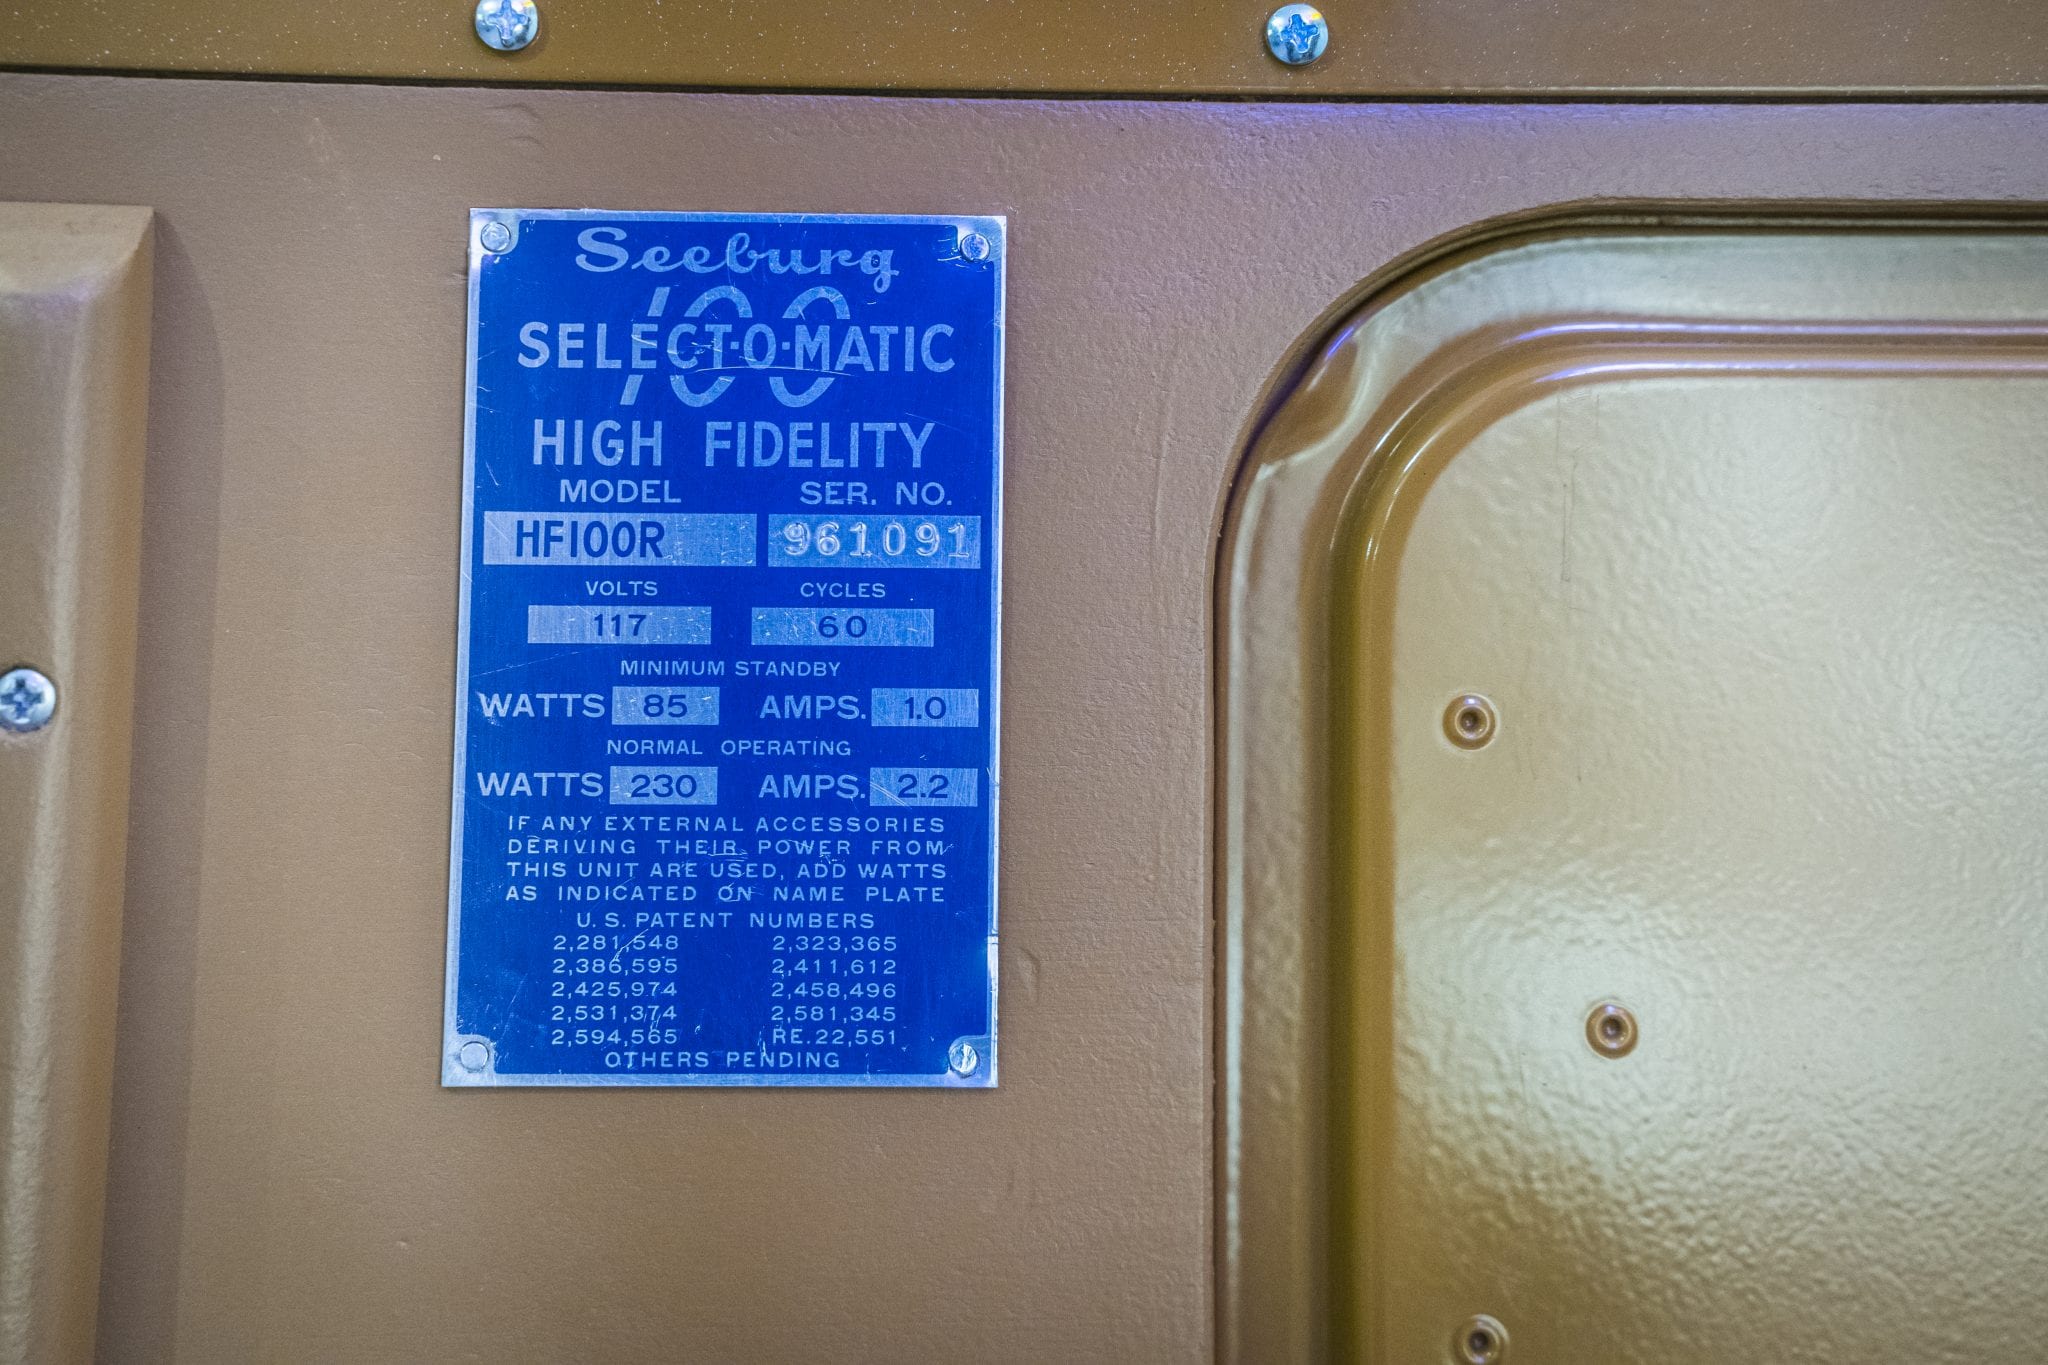 Seeburg
100
SELECT-O-MATIC
HIGH FIDELITY
MODEL SER. NO.
HF100R 961091
VOLTS CYCLES
117 60
MINIMUM STANDBY
WATTS 85 AMPS. 1.0
NORMAL OPERATING
WATTS 230 AMPS. 2.2
IF ANY EXTERNAL ACCESSORIES
DERIVING THEIR POWER FROM
THIS UNIT ARE USED, ADD WATTS
AS INDICATED ON NAME PLATE
U.S. PATENT NUMBERS
2,281,548 2,323,365
2,386,595 2,411,612
2,425,974 2,458,496
2,531,374 2,581,345
2,594,565 RE. 22,551
OTHERS PENDING